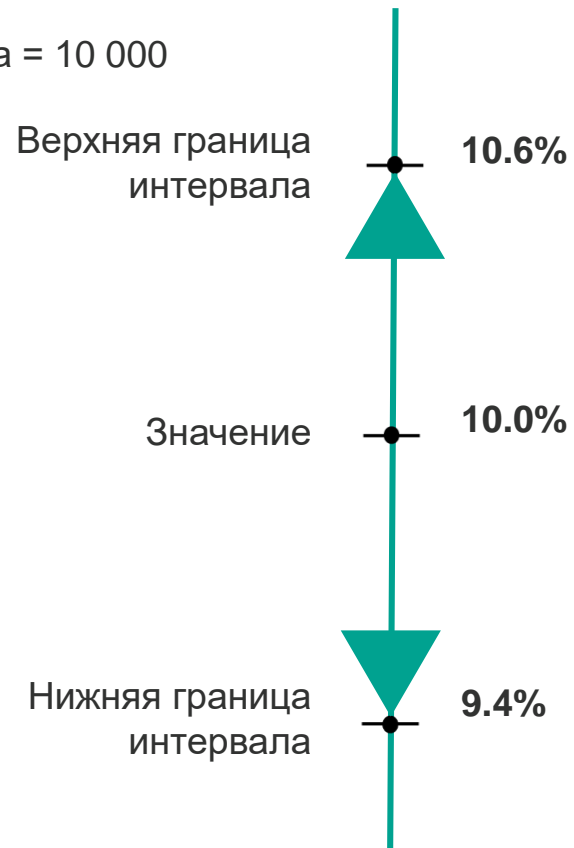 а = 10 000
Верхняя граница
интервала
10.6%
Значение
10.0%
Нижняя граница
интервала
9.4%